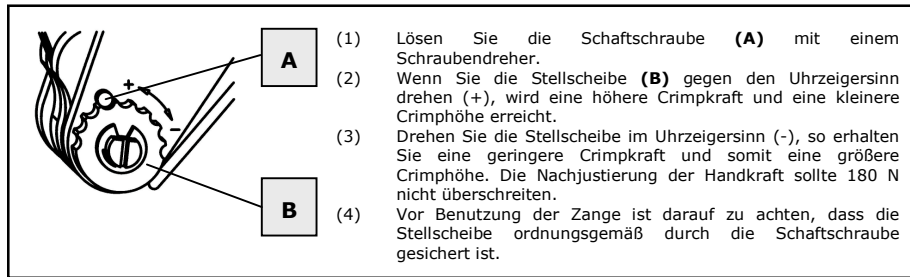 A
B
+
-
(1) Lösen Sie die Schaftschraube (A) mit einem
Schraubendreher.
(2) Wenn Sie die Stellscheibe (B) gegen den Uhrzeigersinn
drehen (+), wird eine höhere Crimpkraft und eine kleinere
Crimphöhe erreicht.
(3) Drehen Sie die Stellscheibe im Uhrzeigersinn (-), so erhalten
Sie eine geringere Crimpkraft und somit eine größere
Crimphöhe. Die Nachjustierung der Handkraft sollte 180 N
nicht überschreiten.
(4) Vor Benutzung der Zange ist darauf zu achten, dass die
Stellscheibe ordnungsgemäß durch die Schaftschraube
gesichert ist.